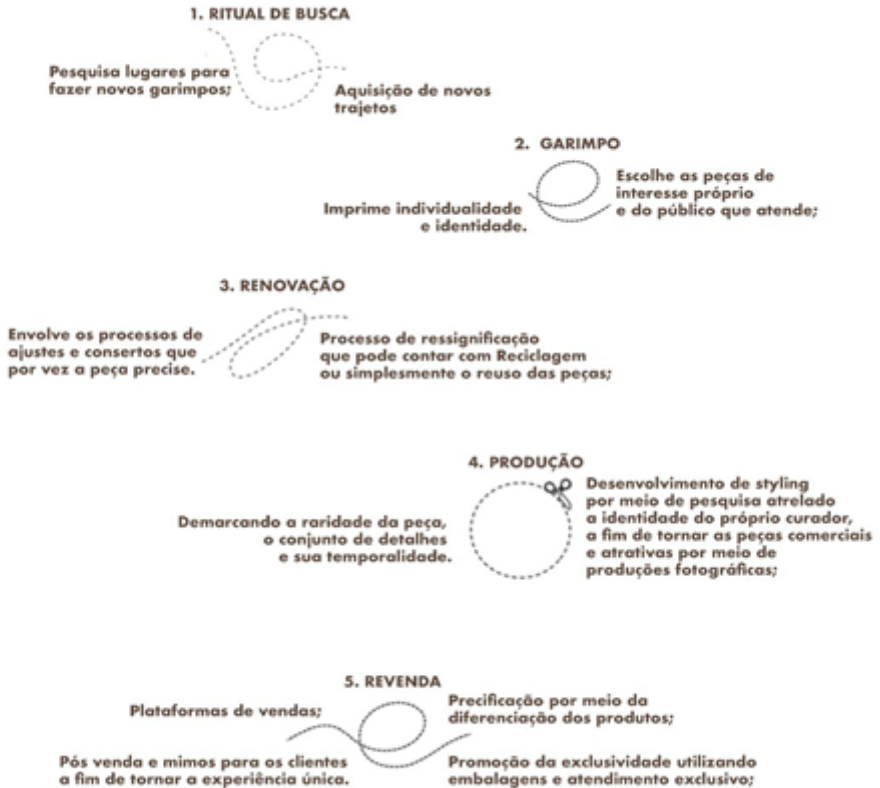 1. RITUAL DE BUSCA
Pesquisa lugares para
fazer novos garimpos;
Aquisição de novos
trajetos
2. GARIMPO
Escolhe as peças de
interesse próprio
e do público que atende;
Imprime individualidade
e identidade.
3. RENOVAÇÃO
Envolve os processos de
ajustes e consertos que
por vez a peça precise.
Processo de ressignificação
que pode contar com Reciclagem
ou simplesmente o reuso das peças;
4. PRODUÇÃO
Desenvolvimento de styling
por meio de pesquisa atrelado
a identidade do próprio curador,
a fim de tornar as peças comerciais
e atrativas por meio de
produções fotográficas;
Demarcando a raridade da peça,
o conjunto de detalhes
e sua temporalidade.
5. REVENDA
Plataformas de vendas;
Precificação por meio da
diferenciação dos produtos;
Pós venda e mimos para os clientes
a fim de tornar a experiência única.
Promoção da exclusividade utilizando
embalagens e atendimento exclusivo;